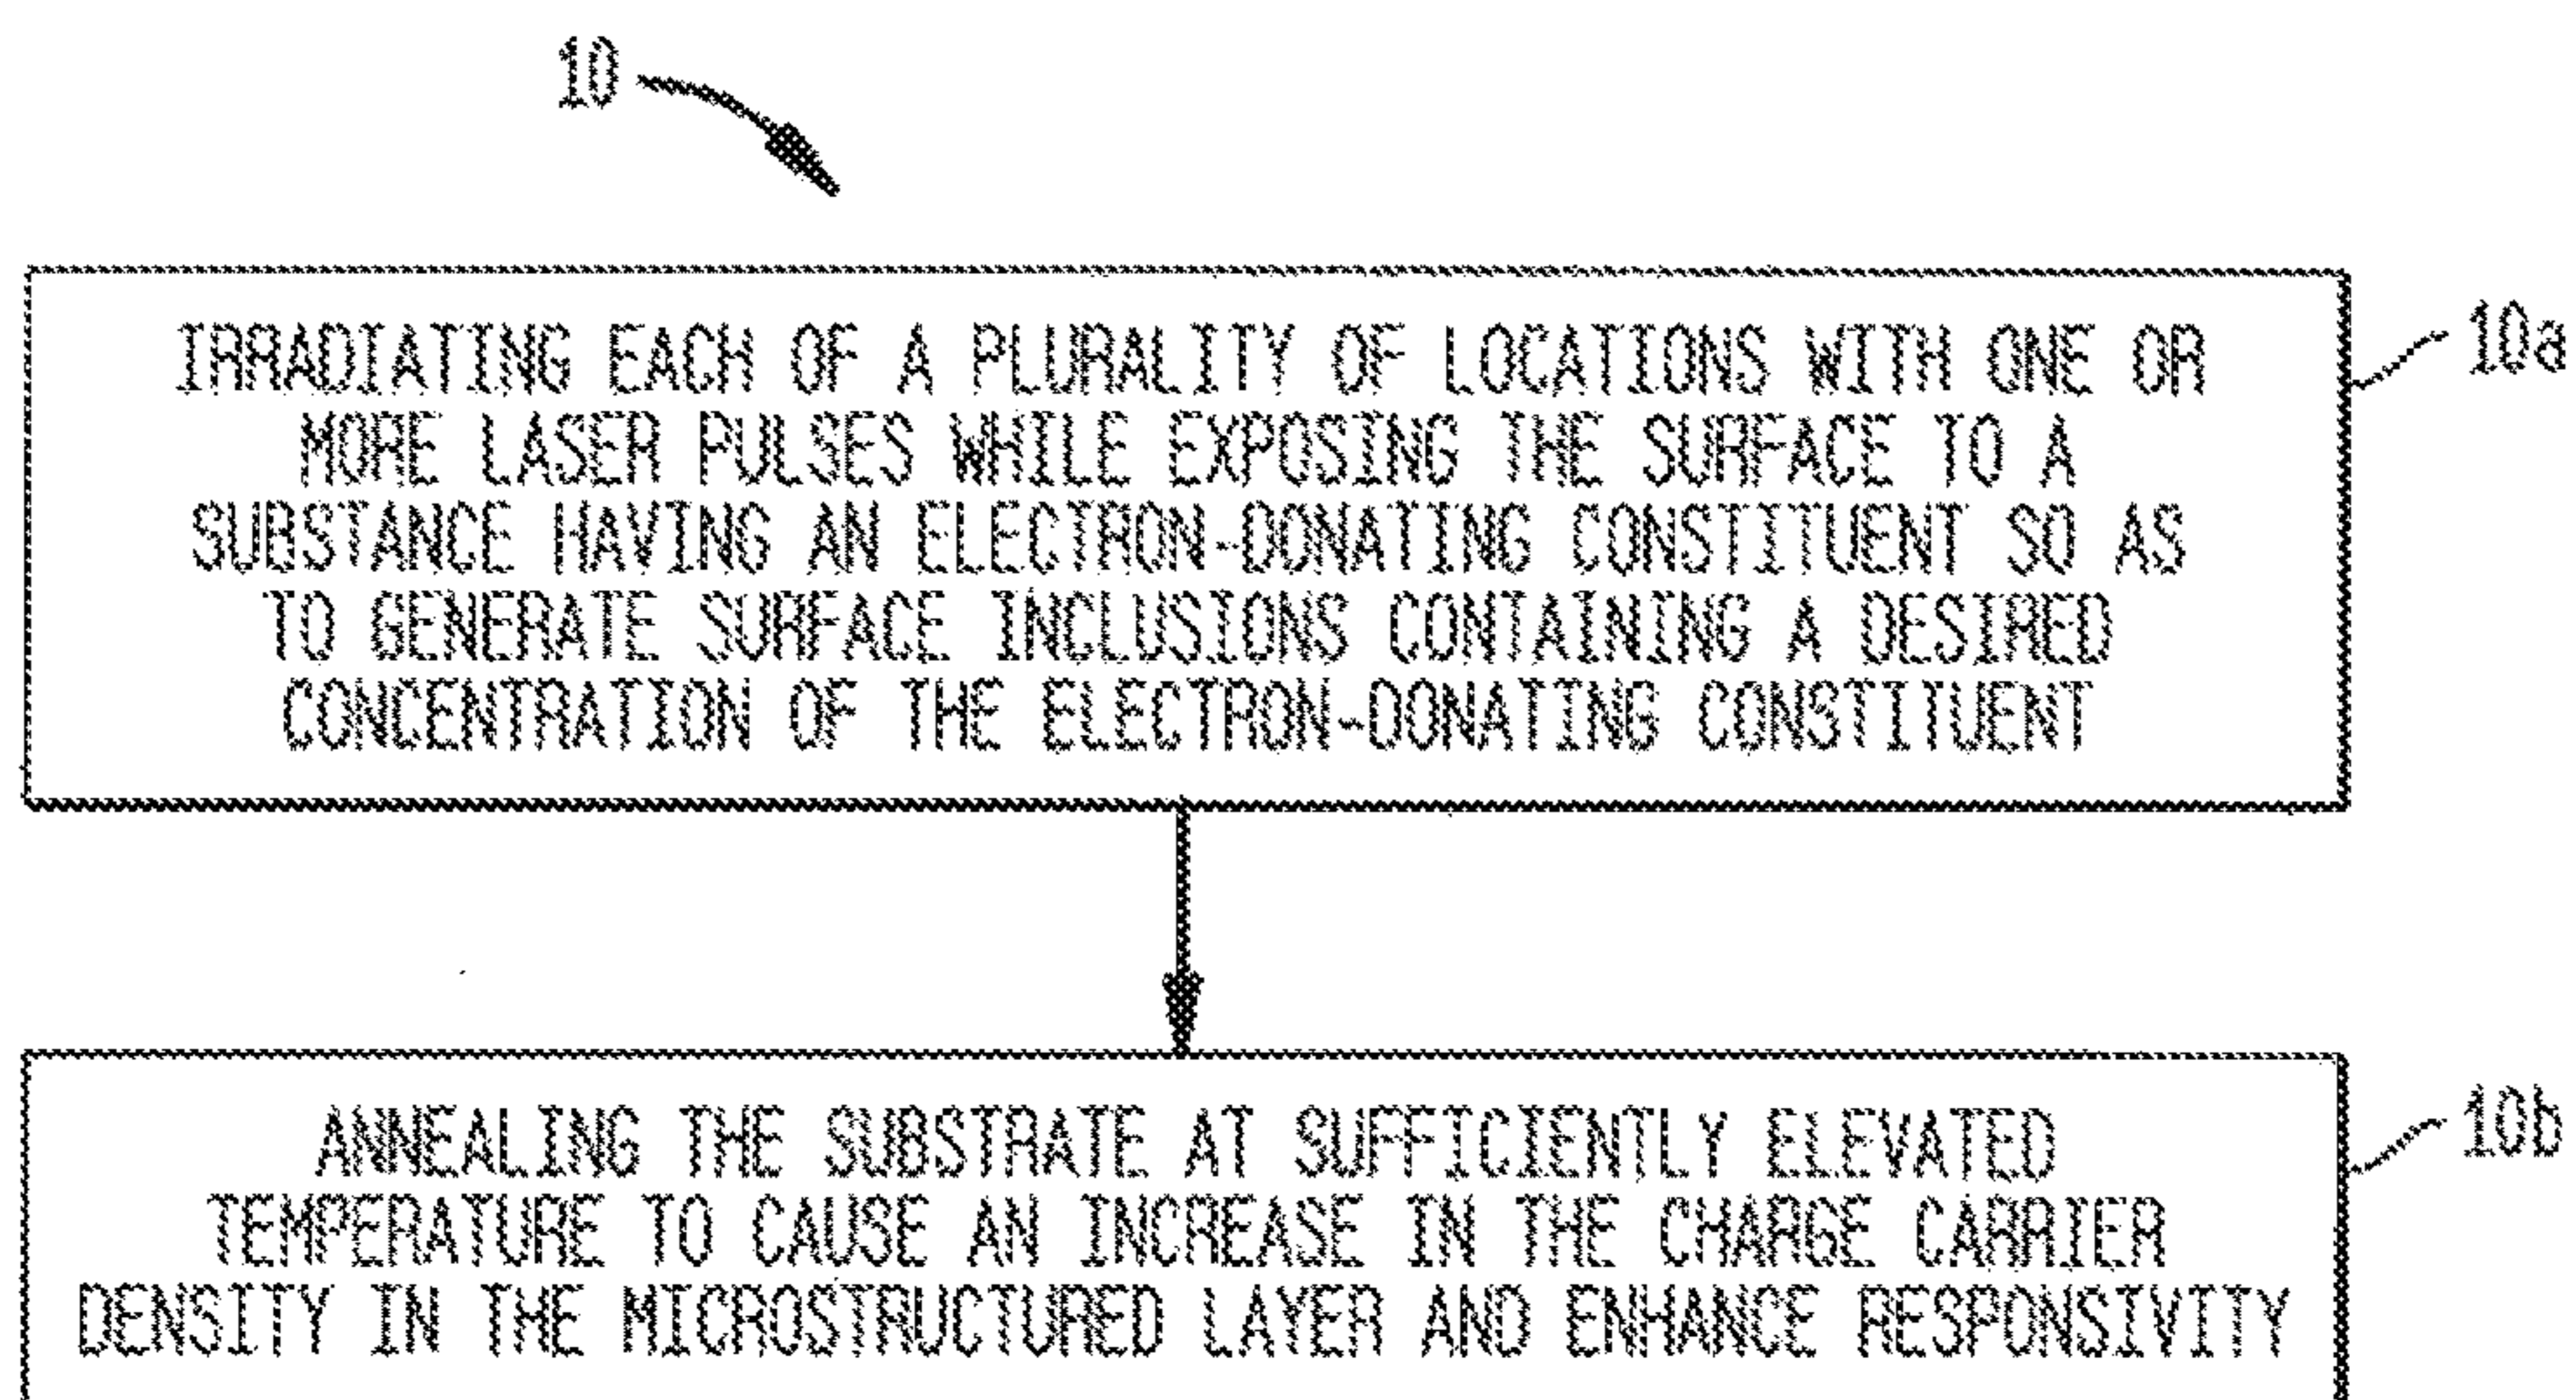 10
IRRADIATING EACH OF A PLURALITY OF LOCATIONS WITH ONE OR
10a
MORE LASER PULSES WHILE EXPOSING THE SURFACE TO A
SUBSTANCE HAVING AN ELECTRON-DONATING CONSTITUENT SO AS
TO GENERATE SURFACE INCLUSIONS CONTAINING A DESIRED
CONCENTRATION OF THE ELECTRON-DONATING CONSTITUENT
ANNEALING THE SUBSTRATE AT SUFFICIENTLY ELEVATED
10b
TEMPERATURE TO CAUSE AN INCREASE IN THE CHARGE CARRIER
DENSITY IN THE MICROSTRUCTURED LAYER AND ENHANCE RESPONSIVITY